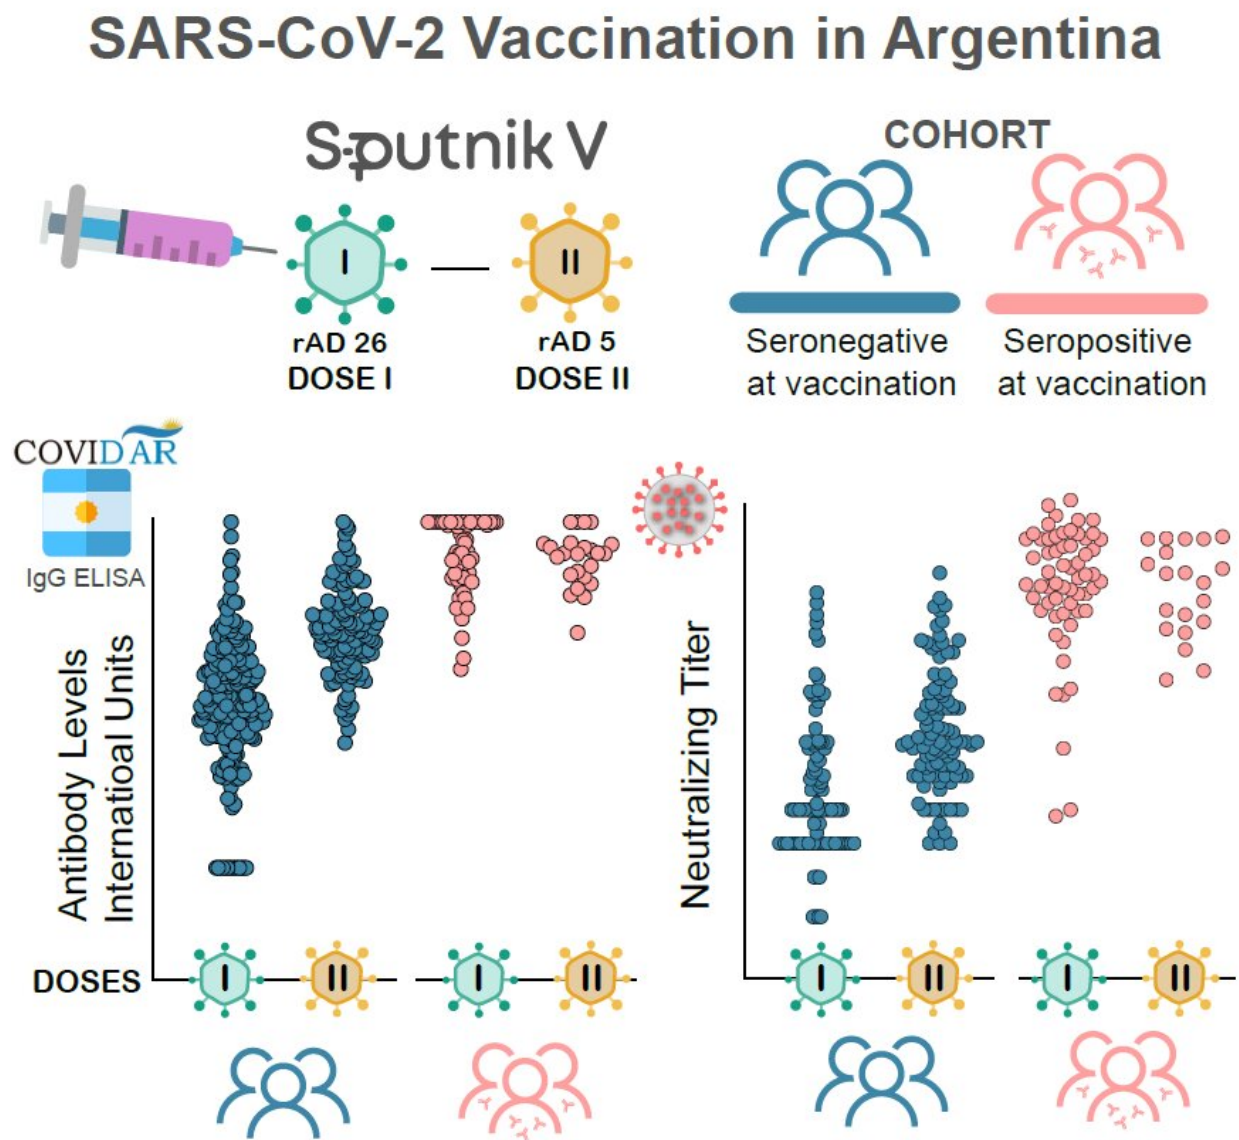 SARS-CoV-2 Vaccination in Argentina
Sputnik V
COHORT
I
II
rAD 26
DOSE I
rAD 5
DOSE II
Seronegative
at vaccination
Seropositive
at vaccination
COVIDAR
IgG ELISA
Antibody Levels
Internatioal Units
Neutralizing Titer
DOSES
I
II
I
II
I
II
I
II